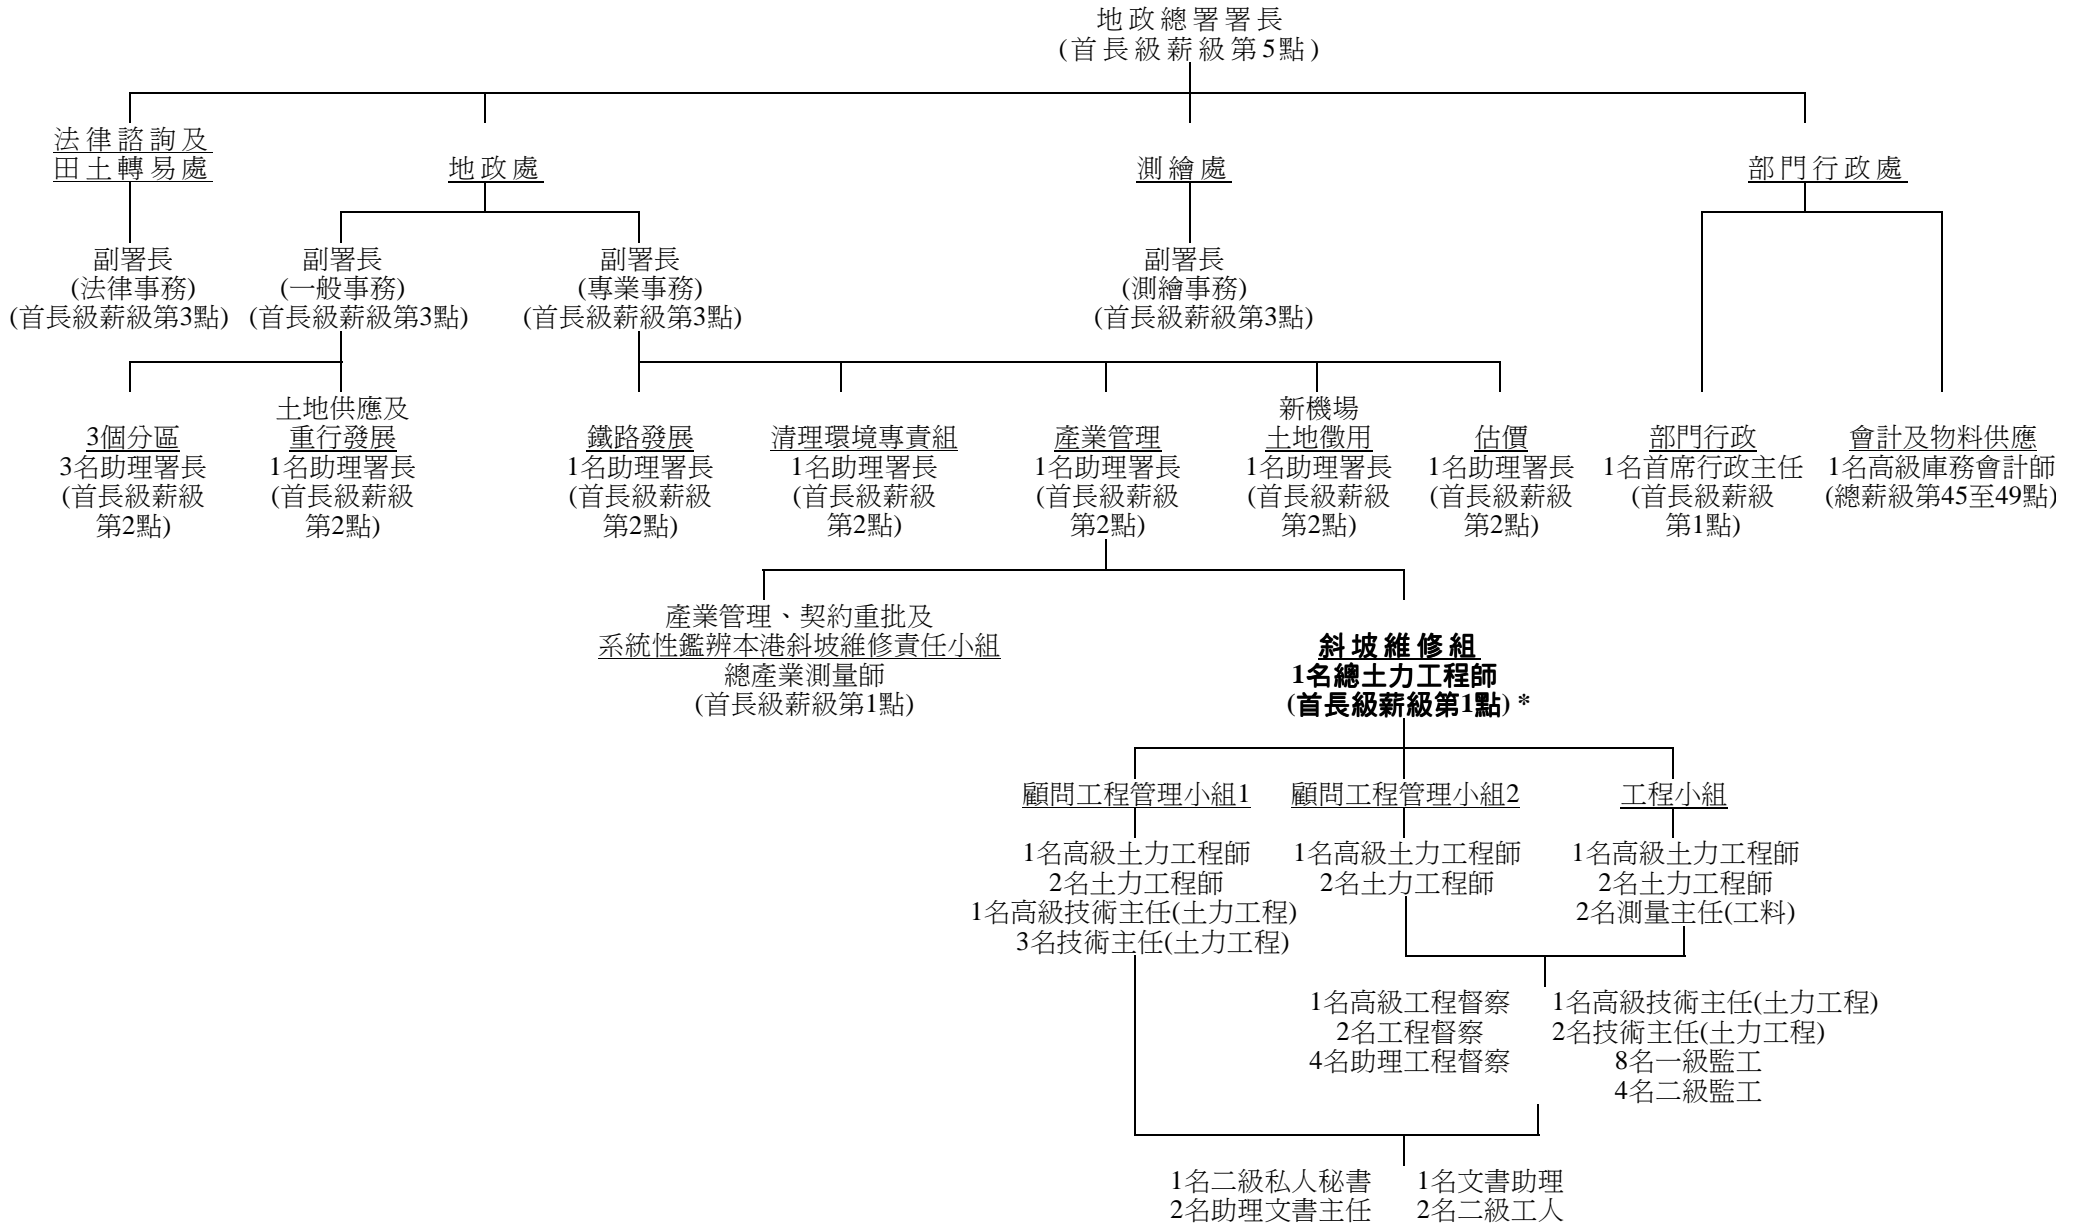 地政總署署長
(首長級薪級第5點)
法律諮詢及
田土轉易處
地政處
測繪處
部門行政處
副署長
(法律事務)
(首長級薪級第3點)
副署長
(一般事務)
(首長級薪級第3點)
副署長
(專業事務)
(首長級薪級第3點)
副署長
(測繪事務)
(首長級薪級第3點)
3個分區
3名助理署長
(首長級薪級
第2點)
土地供應及
重行發展
1名助理署長
(首長級薪級
第2點)
鐵路發展
1名助理署長
(首長級薪級
第2點)
清理環境專責組
1名助理署長
(首長級薪級
第2點)
產業管理
1名助理署長
(首長級薪級
第2點)
新機場
土地徵用
1名助理署長
(首長級薪級
第2點)
估價
1名助理署長
(首長級薪級
第2點)
部門行政
1名首席行政主任
(首長級薪級
第1點)
會計及物料供應
1名高級庫務會計師
(總薪級第45至49點)
產業管理、契約重批及
系統性鑑辨本港斜坡維修責任小組
總產業測量師
(首長級薪級第1點)
斜坡維修組
1名總土力工程師
(首長級薪級第1點) *
顧問工程管理小組1
1名高級土力工程師
2名土力工程師
1名高級技術主任(土力工程)
3名技術主任(土力工程)
顧問工程管理小組2
1名高級土力工程師
2名土力工程師
工程小組
1名高級土力工程師
2名土力工程師
2名測量主任(工料)
1名高級工程督察
2名工程督察
4名助理工程督察
1名高級技術主任(土力工程)
2名技術主任(土力工程)
8名一級監工
4名二級監工
1名二級私人秘書
2名助理文書主任
1名文書助理
2名二級工人